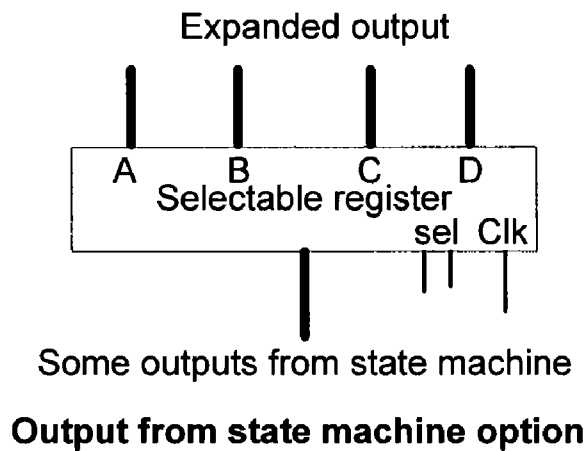 Expanded output
A B C D
Selectable register
sel Clk
Some outputs from state machine
Output from state machine option